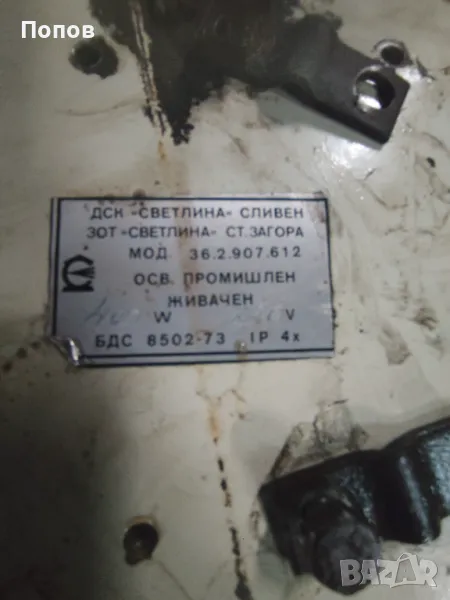 Попов
ДСК «СВЕТЛИНА» СЛИВЕН
ЗОТ «СВЕТЛИНА» СТ.ЗАГОРА
МОД. 36.2.907.612
ОСВ. ПРОМИШЛЕН
ЖИВАЧЕН
W V
БДС 8502-73 IP 4x
BAZAR